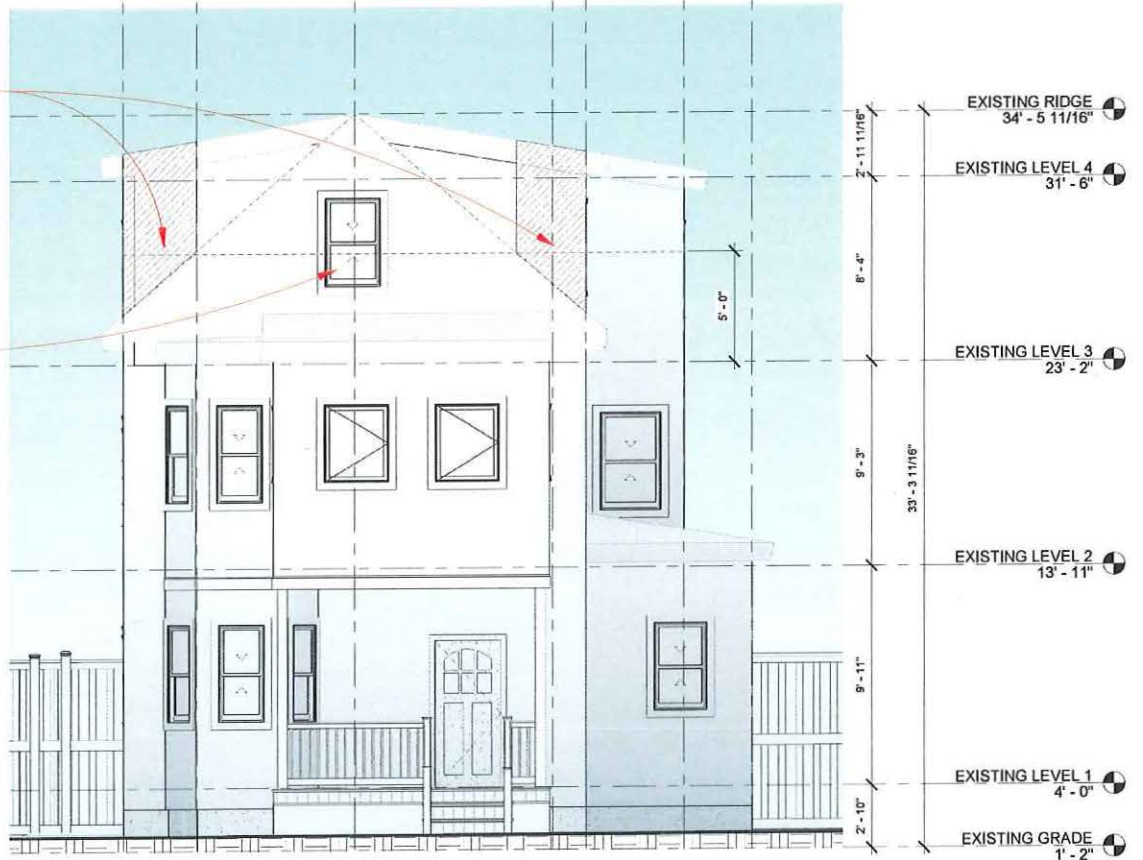 EXISTING RIDGE
34' - 5 11/16"
2' - 11 11/16"
EXISTING LEVEL 4
31' - 6"
8' - 4"
5' - 0"
EXISTING LEVEL 3
23' - 2"
9' - 3"
33' - 3 11/16"
EXISTING LEVEL 2
13' - 11"
9' - 11"
EXISTING LEVEL 1
4' - 0"
2' - 10"
EXISTING GRADE
1' - 2"